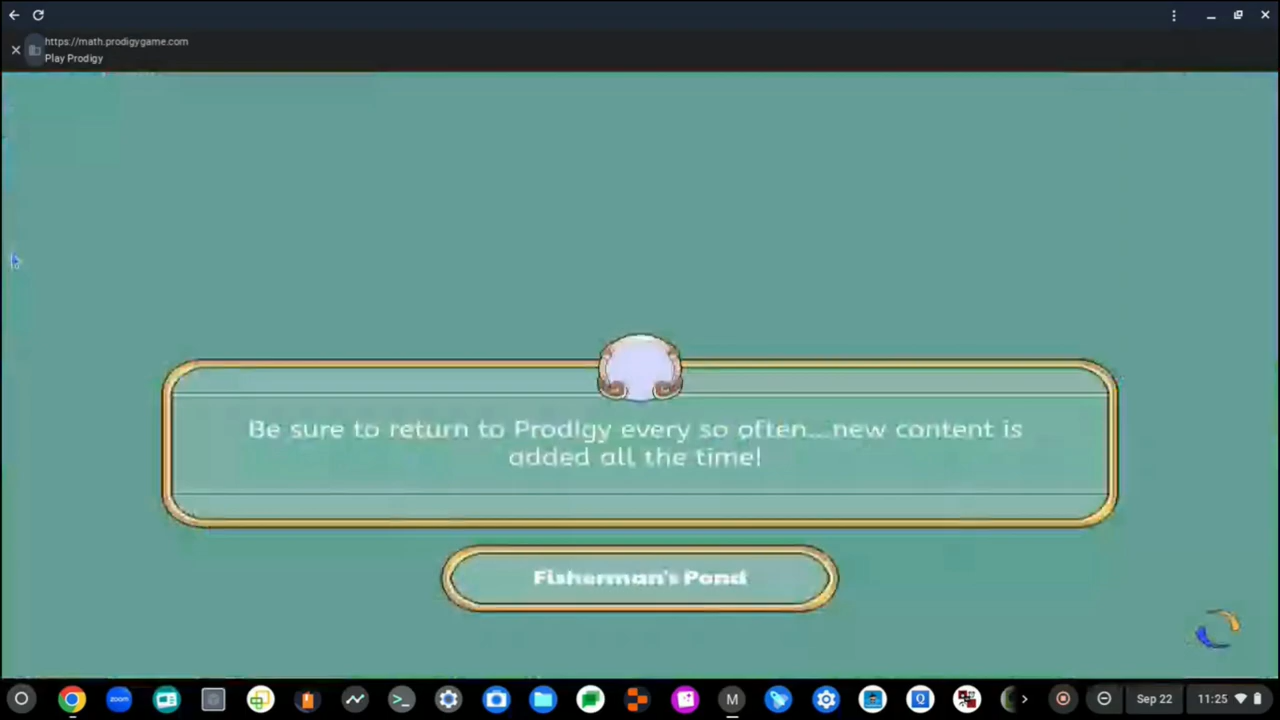 https://math.prodigygame.com
Play Prodigy
Be sure to return to Prodigy every so often...new content is
added all the time!
Fisherman's Pond
zoom
M
Q
Sep 22
11:25